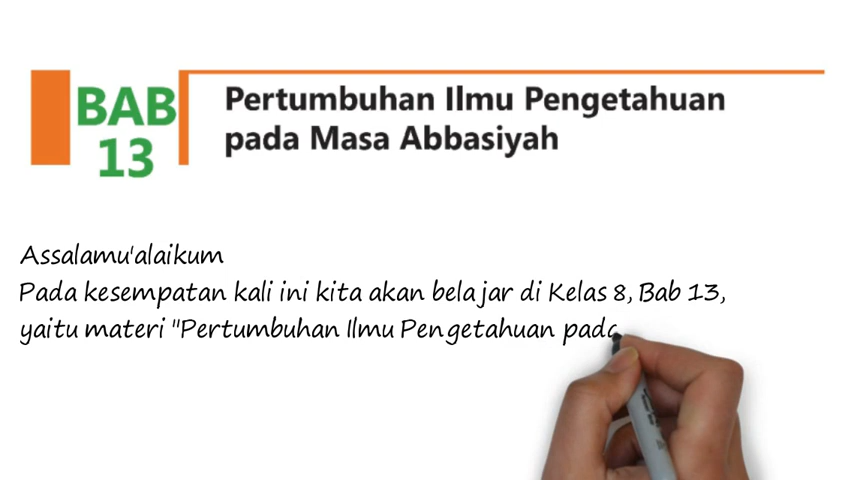 BAB
13
Pertumbuhan Ilmu Pengetahuan
pada Masa Abbasiyah
Assalamu'alaikum
Pada kesempatan kali ini kita akan belajar di Kelas 8, Bab 13,
yaitu materi "Pertumbuhan Ilmu Pengetahuan pada